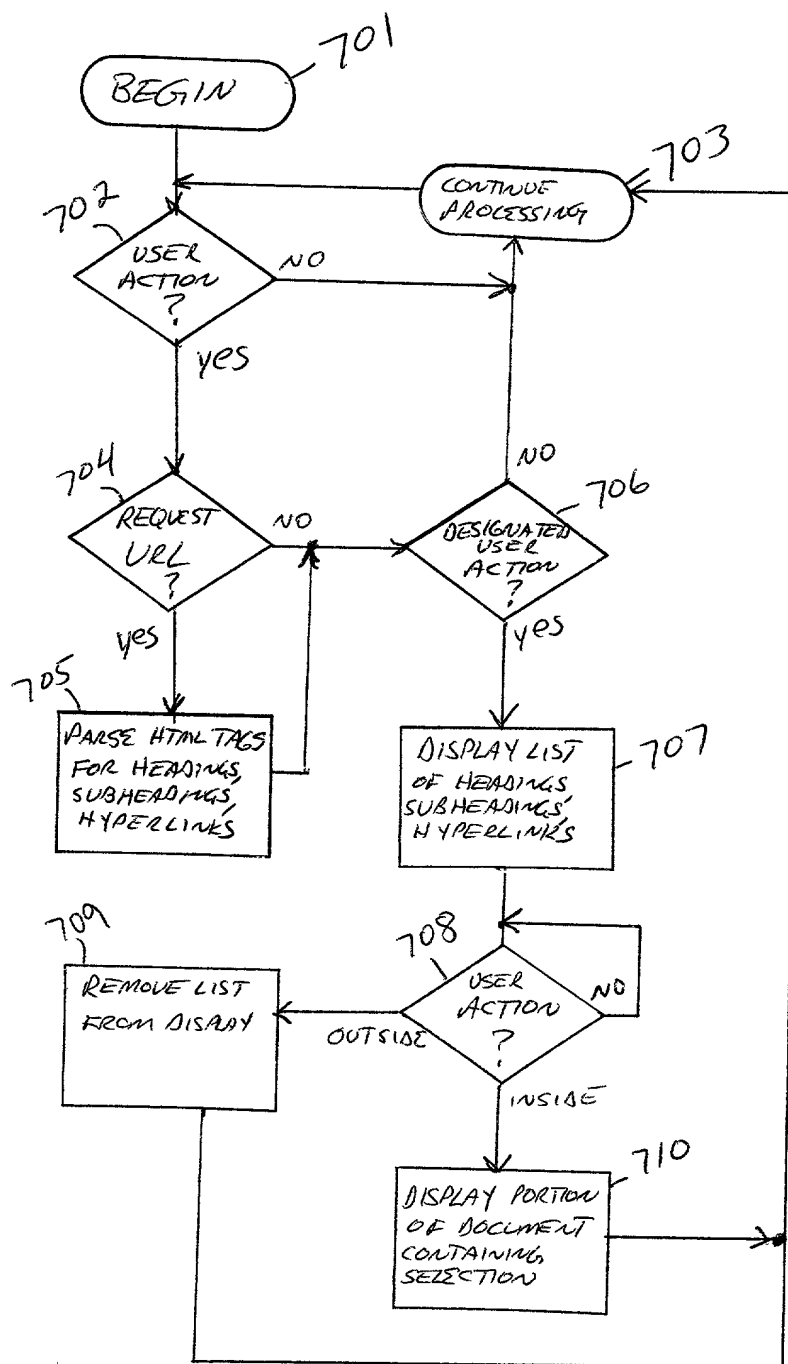 701
BEGIN
703
CONTINUE
PROCESSING
702
USER
ACTION
?
NO
yes
704
REQUEST
URL
?
NO
yes
NO
706
DESIGNATED
USER
ACTION
?
yes
705
PARSE HTML TAGS
FOR HEADINGS,
SUBHEADINGS,
HYPERLINKS
707
DISPLAY LIST
OF HEADINGS,
SUBHEADINGS,
HYPERLINKS
709
REMOVE LIST
FROM DISPLAY
708
USER
ACTION
?
NO
OUTSIDE
INSIDE
710
DISPLAY PORTION
OF DOCUMENT
CONTAINING
SELECTION